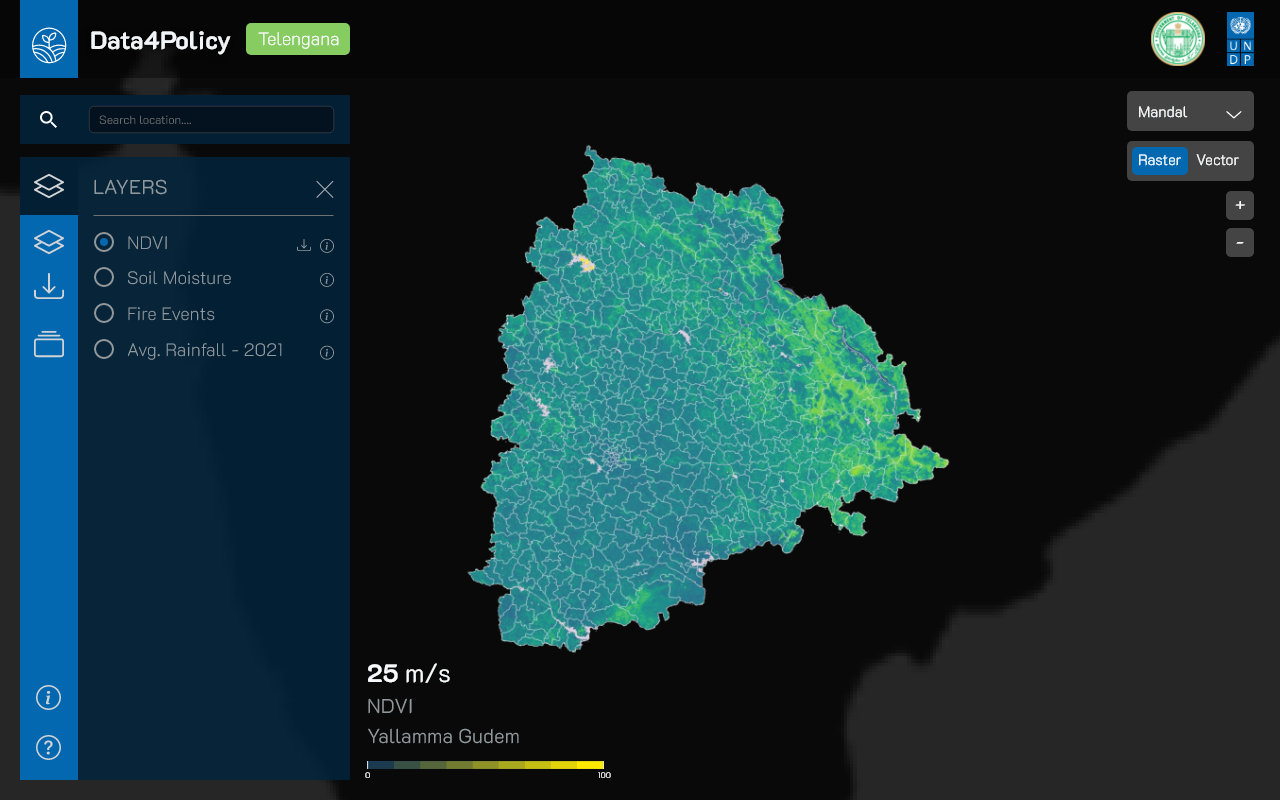 Data4Policy
Telengana
U N
D P
Search location....
Mandal
Raster
Vector
+
-
LAYERS
NDVI
Soil Moisture
Fire Events
Avg. Rainfall - 2021
25 m/s
NDVI
Yallamma Gudem
0
100